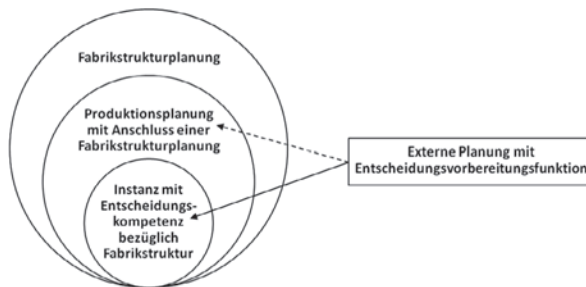 Fabrikstrukturplanung
Produktionsplanung
mit Anschluss einer
Fabrikstrukturplanung
Instanz mit
Entscheidungs-
kompetenz
bezüglich
Fabrikstruktur
Externe Planung mit
Entscheidungsvorbereitungsfunktion